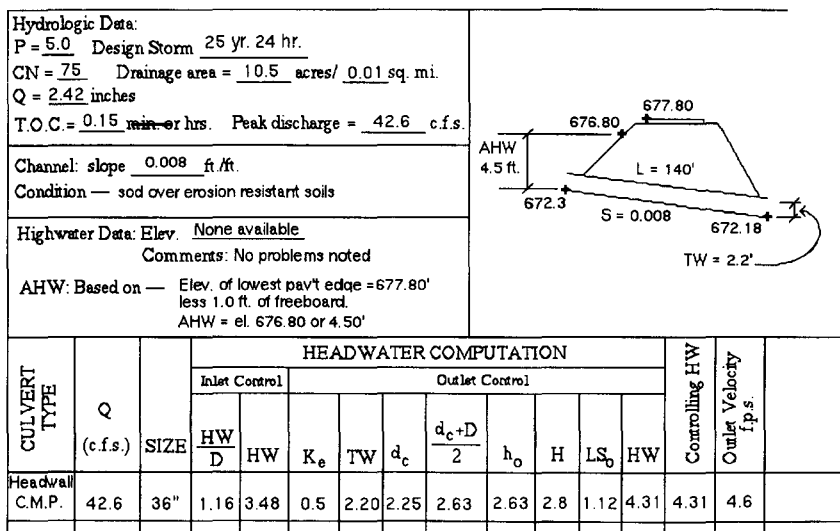 Hydrologic Data:
P = 5.0 Design Storm 25 yr. 24 hr.
CN = 75 Drainage area = 10.5 acres/ 0.01 sq. mi.
Q = 2.42 inches
T.O.C.= 0.15 min. or hrs. Peak discharge = 42.6 c.f.s.
Channel: slope 0.008 ft./ft.
Condition — sod over erosion resistant soils
Highwater Data: Elev. None available
Comments: No problems noted
AHW: Based on — Elev. of lowest pav't edge =677.80'
less 1.0 ft. of freeboard.
AHW = el. 676.80 or 4.50'
677.80
676.80
AHW
4.5 ft.
L = 140'
672.3
S = 0.008
672.18
TW = 2.2'
HEADWATER COMPUTATION
Inlet Control Outlet Control
CULVERT TYPE Q (c.f.s.) SIZE HW/D HW Ke TW dc dc+D/2 ho H LSo HW Controlling HW Outlet Velocity f.p.s.
Headwall
C.M.P. 42.6 36" 1.16 3.48 0.5 2.20 2.25 2.63 2.63 2.8 1.12 4.31 4.31 4.6